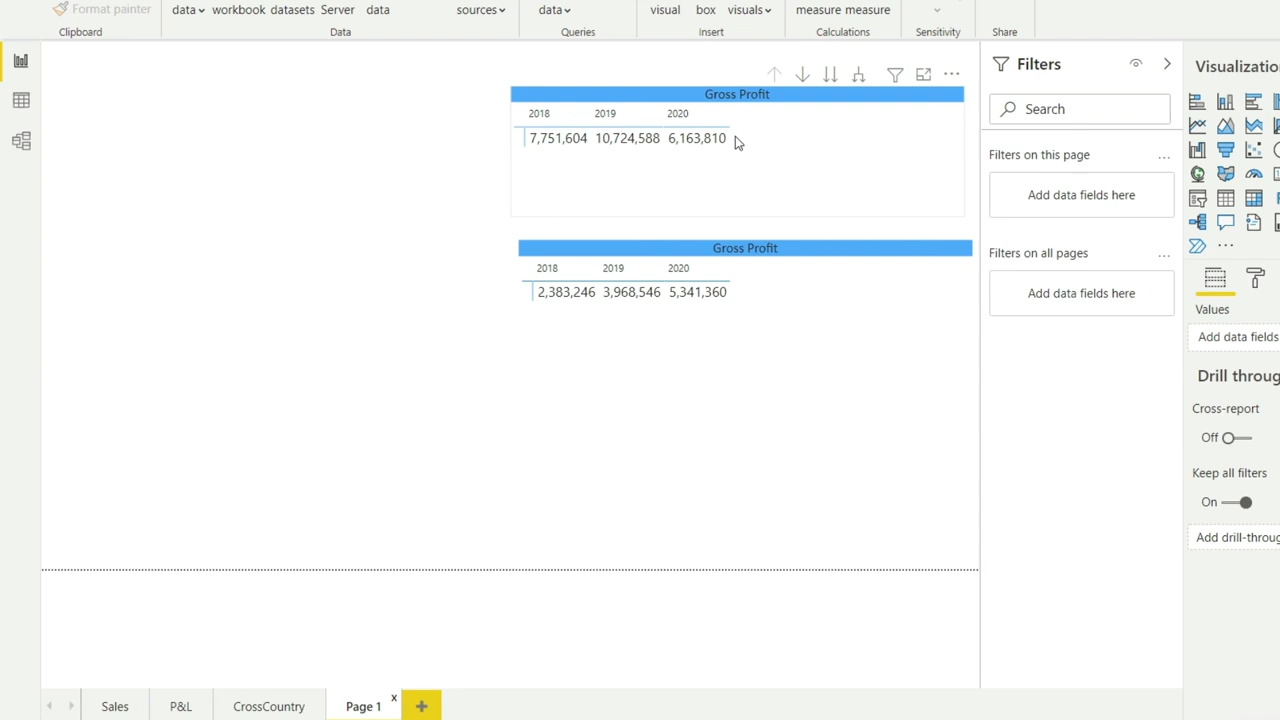 Format painter
data workbook datasets Server data
sources
data
visual box visuals
measure measure
Clipboard
Data
Queries
Insert
Calculations
Sensitivity
Share
Gross Profit
2018 2019 2020
7,751,604 10,724,588 6,163,810
Gross Profit
2018 2019 2020
2,383,246 3,968,546 5,341,360
Filters
Search
Filters on this page ...
Add data fields here
Filters on all pages ...
Add data fields here
Visualizatio
Values
Add data fields
Drill throug
Cross-report
Off
Keep all filters
On
Add drill-throug
Sales
P&L
CrossCountry
Page 1 x
+